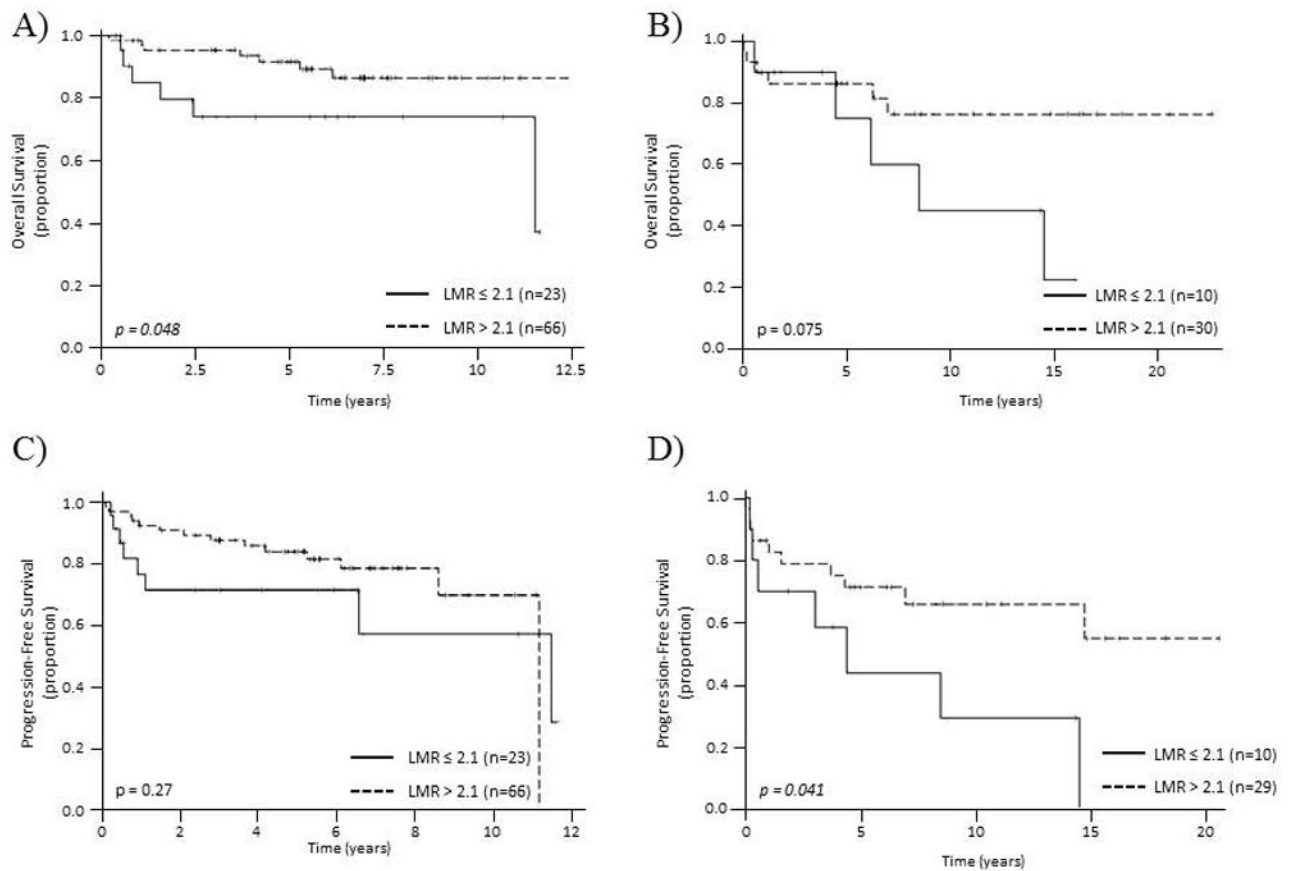 A)
1.0
0.8
0.6
0.4
0.2
0.0
Overall Survival
(proportion)
LMR ≤ 2.1 (n=23)
LMR > 2.1 (n=66)
p = 0.048
0 2.5 5 7.5 10 12.5
Time (years)
B)
1.0
0.8
0.6
0.4
0.2
0.0
Overall Survival
(proportion)
LMR ≤ 2.1 (n=10)
LMR > 2.1 (n=30)
p = 0.075
0 5 10 15 20
Time (years)
C)
1.0
0.8
0.6
0.4
0.2
0.0
Progression-Free Survival
(proportion)
LMR ≤ 2.1 (n=23)
LMR > 2.1 (n=66)
p = 0.27
0 2 4 6 8 10 12
Time (years)
D)
1.0
0.8
0.6
0.4
0.2
0.0
Progression-Free Survival
(proportion)
LMR ≤ 2.1 (n=10)
LMR > 2.1 (n=29)
p = 0.041
0 5 10 15 20
Time (years)